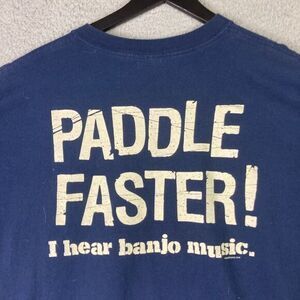 PADDLE
FASTER!
I hear banjo music.